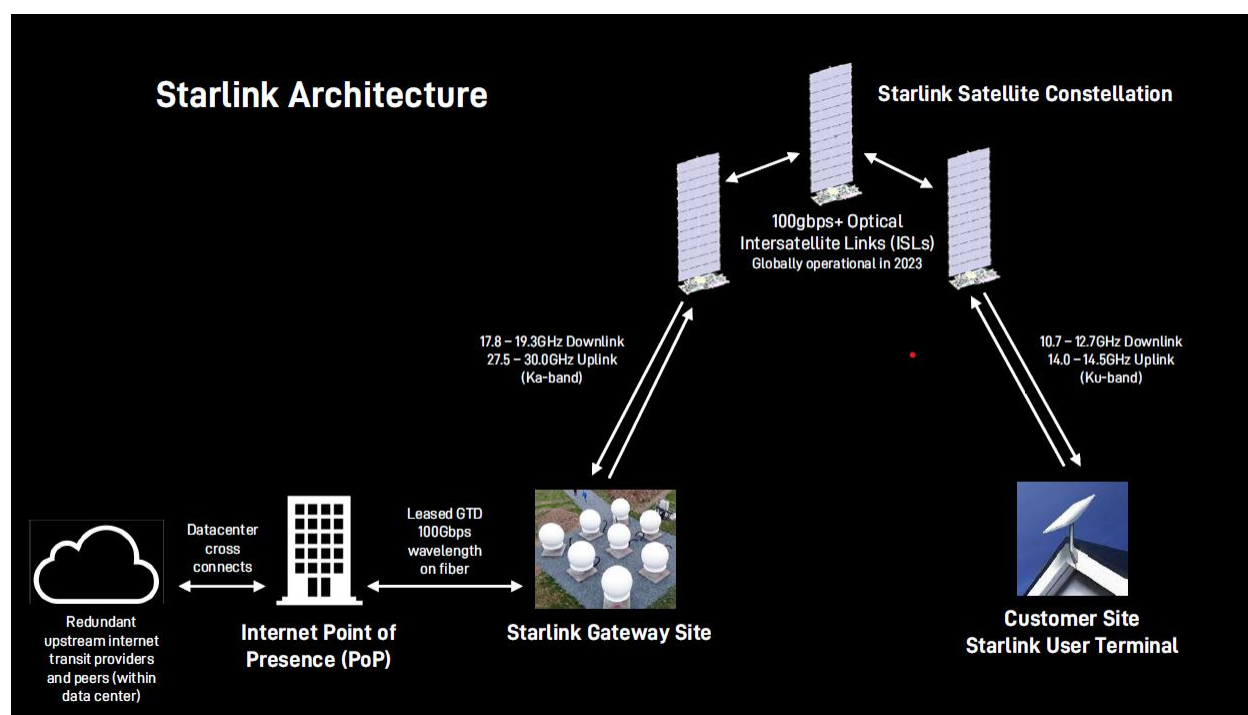 Starlink Architecture
Starlink Satellite Constellation
100gbps+ Optical
Intersatellite Links (ISLs)
Globally operational in 2023
17.8 – 19.3GHz Downlink
27.5 – 30.0GHz Uplink
(Ka-band)
10.7 – 12.7GHz Downlink
14.0 – 14.5GHz Uplink
(Ku-band)
Datacenter
cross
connects
Leased GTD
100Gbps
wavelength
on fiber
Redundant
upstream internet
transit providers
and peers (within
data center)
Internet Point of
Presence (PoP)
Starlink Gateway Site
Customer Site
Starlink User Terminal